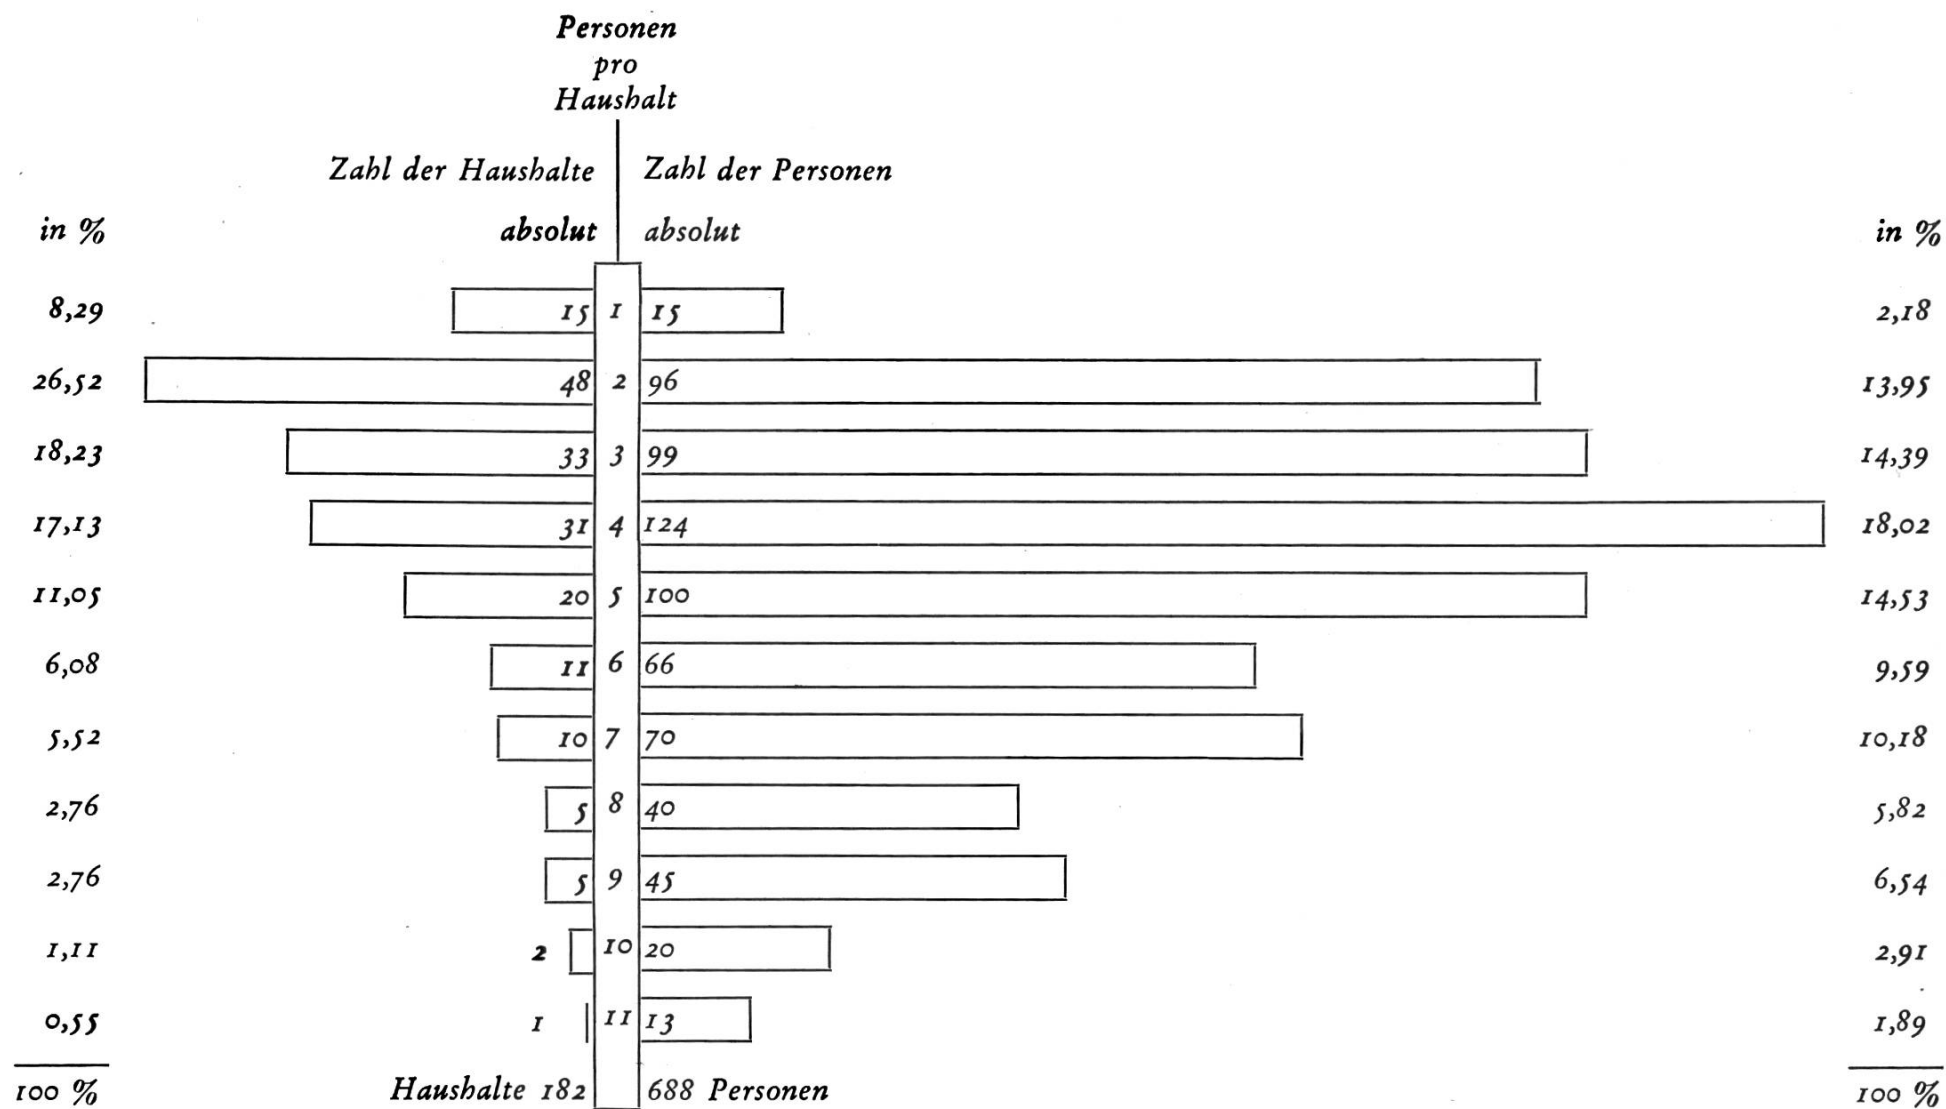 Personen
pro
Haushalt
Zahl der Haushalte Zahl der Personen
in % absolut absolut in %
8,29 15 1 15 2,18
26,52 48 2 96 13,95
18,23 33 3 99 14,39
17,13 31 4 124 18,02
11,05 20 5 100 14,53
6,08 11 6 66 9,59
5,52 10 7 70 10,18
2,76 5 8 40 5,82
2,76 5 9 45 6,54
1,11 2 10 20 2,91
0,55 1 11 13 1,89
100 % Haushalte 182 688 Personen 100 %